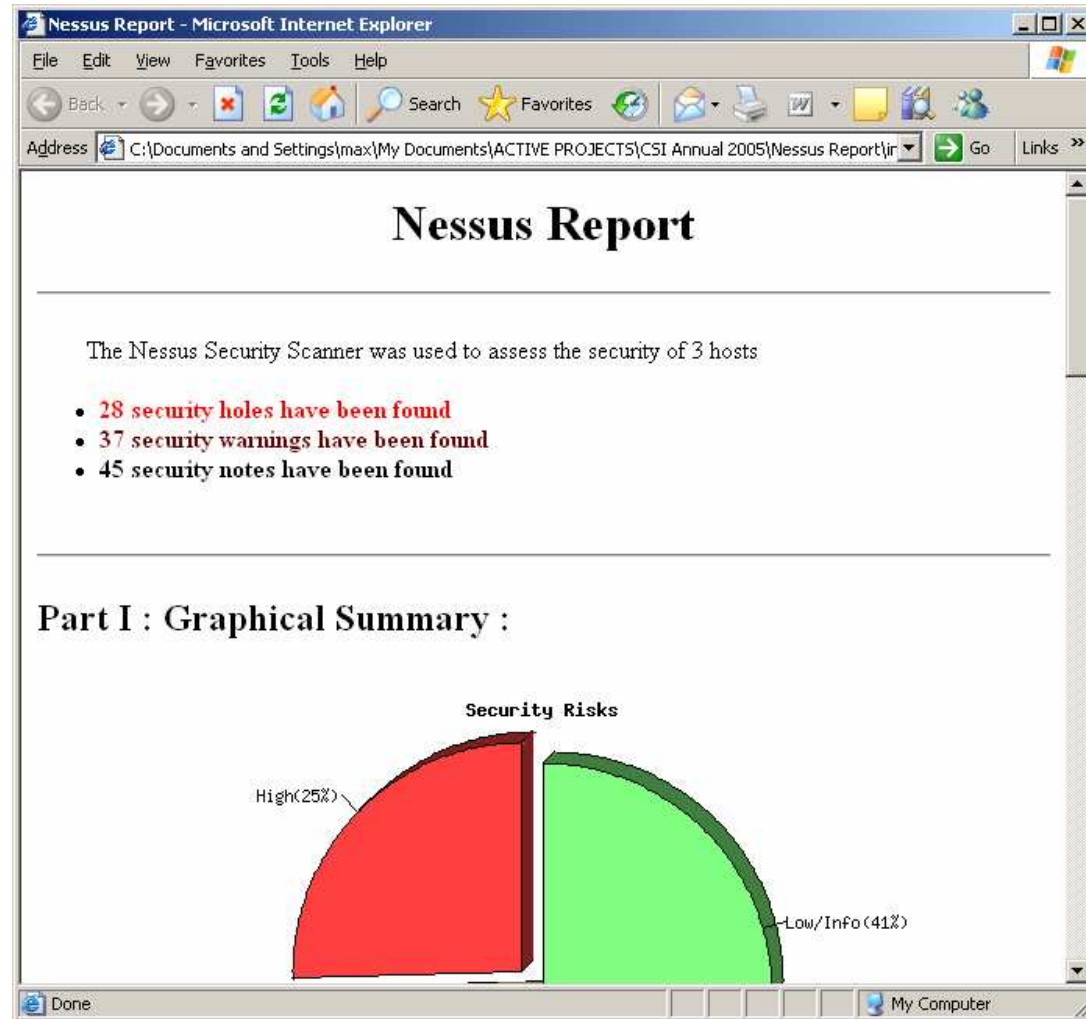 Nessus Report - Microsoft Internet Explorer
File Edit View Favorites Tools Help
Back Search Favorites
Address C:\Documents and Settings\max\My Documents\ACTIVE PROJECTS\CSI Annual 2005\Nessus Report\ir Go Links »
Nessus Report
The Nessus Security Scanner was used to assess the security of 3 hosts
• 28 security holes have been found
• 37 security warnings have been found
• 45 security notes have been found
Part I : Graphical Summary :
Security Risks
High(25%)
Low/Info(41%)
Done My Computer